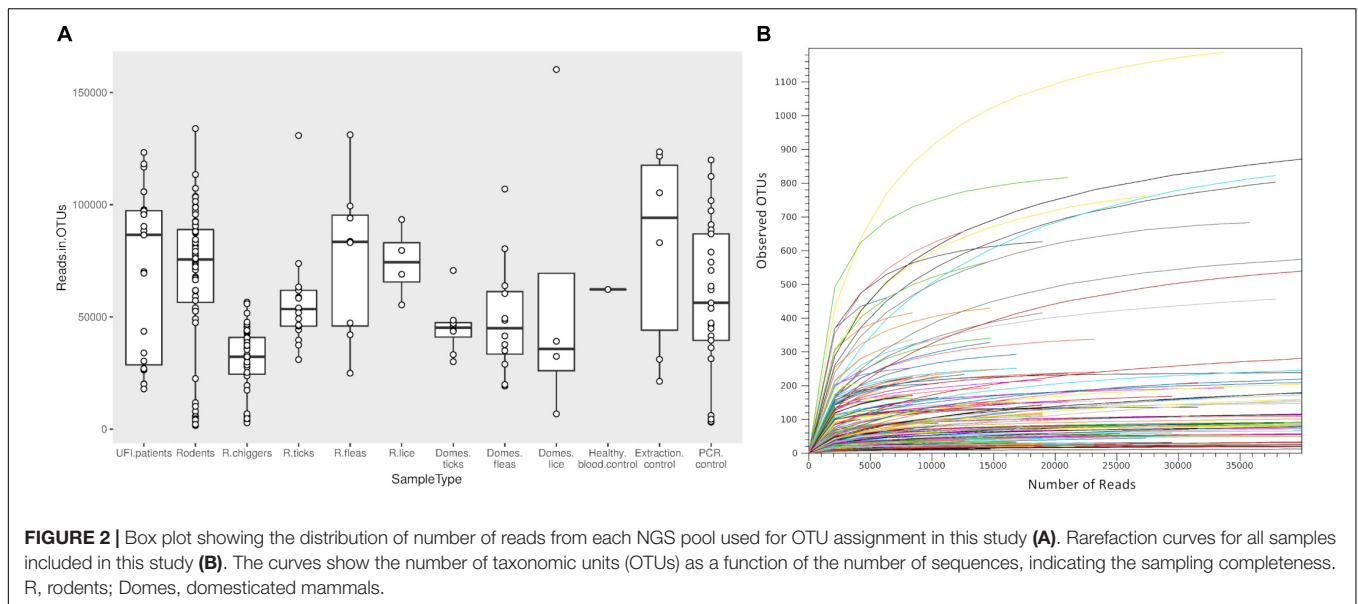 A
Reads.in.OTUs
150000
100000
50000
0
UFI.patients Rodents R.chiggers R.ticks R.fleas R.lice Domes. Domes. Domes. Healthy. Extraction. PCR.
ticks fleas lice blood.control control control
SampleType
B
Observed OTUs
1100
1000
900
800
700
600
500
400
300
200
100
0
0 5000 10000 15000 20000 25000 30000 35000
Number of Reads
FIGURE 2 | Box plot showing the distribution of number of reads from each NGS pool used for OTU assignment in this study (A). Rarefaction curves for all samples
included in this study (B). The curves show the number of taxonomic units (OTUs) as a function of the number of sequences, indicating the sampling completeness.
R, rodents; Domes, domesticated mammals.